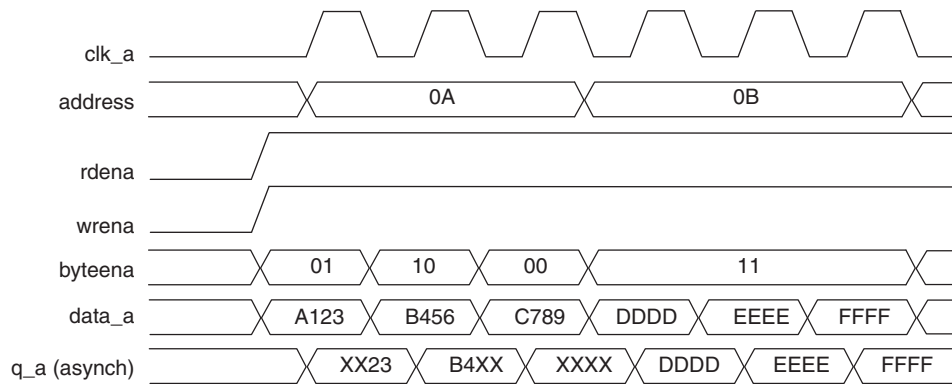 clk_a
address 0A 0B
rdena
wrena
byteena 01 10 00 11
data_a A123 B456 C789 DDDD EEEE FFFF
q_a (asynch) XX23 B4XX XXXX DDDD EEEE FFFF